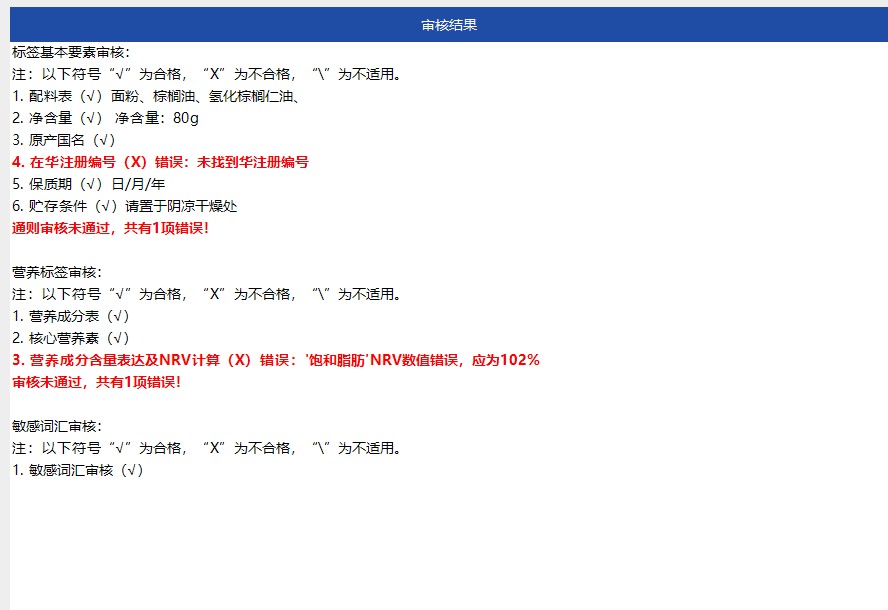 审核结果
标签基本要素审核：
注：以下符号“√”为合格，“X”为不合格，“\”为不适用。
1. 配料表（√）面粉、棕榈油、氢化棕榈仁油、
2. 净含量（√） 净含量：80g
3. 原产国名（√）
4. 在华注册编号（X）错误：未找到华注册编号
5. 保质期（√）日/月/年
6. 贮存条件（√）请置于阴凉干燥处
通则审核未通过，共有1项错误！
营养标签审核：
注：以下符号“√”为合格，“X”为不合格，“\”为不适用。
1. 营养成分表（√）
2. 核心营养素（√）
3. 营养成分含量表达及NRV计算（X）错误：'饱和脂肪'NRV数值错误，应为102%
审核未通过，共有1项错误！
敏感词汇审核：
注：以下符号“√”为合格，“X”为不合格，“\”为不适用。
1. 敏感词汇审核（√）